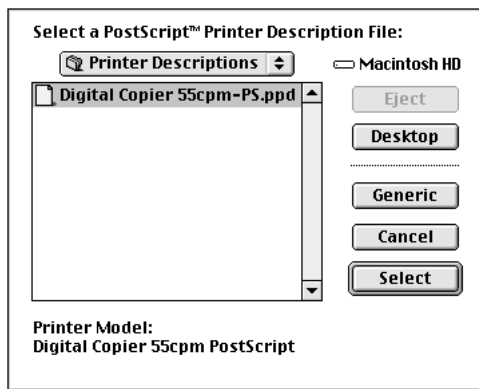 Select a PostScript™ Printer Description File:
Printer Descriptions
Macintosh HD
Digital Copier 55cpm-PS.ppd
Eject
Desktop
Generic
Cancel
Select
Printer Model:
Digital Copier 55cpm PostScript